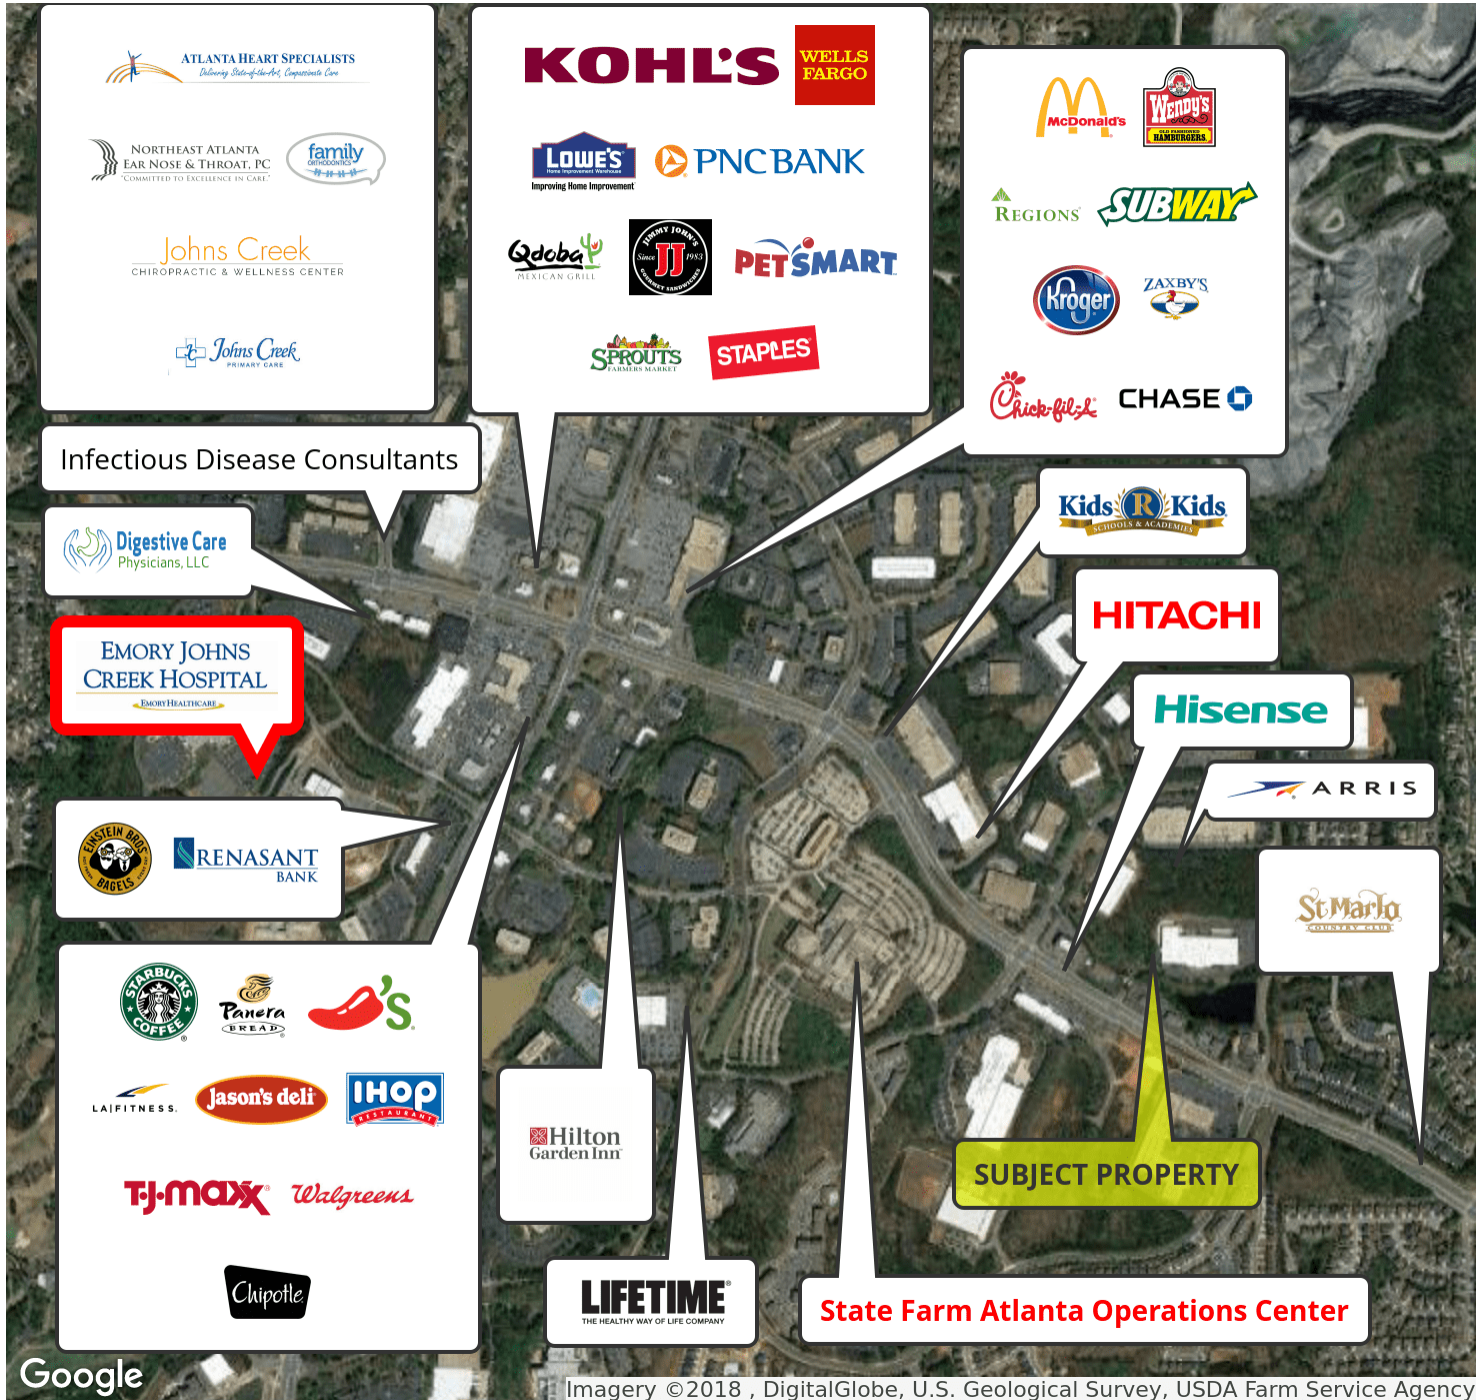 ATLANTA HEART SPECIALISTS
Delivering State-of-the-Art, Compassionate Care
NORTHEAST ATLANTA
EAR NOSE & THROAT, PC
"COMMITTED TO EXCELLENCE IN CARE."
family
ORTHODONTICS
Johns Creek
CHIROPRACTIC & WELLNESS CENTER
JC Johns Creek
PRIMARY CARE
KOHL'S
WELLS
FARGO
LOWE'S
Home Improvement Warehouse
Improving Home Improvement
PNC BANK
Qdoba
MEXICAN GRILL
JIMMY JOHN'S
Since JJ 1983
GOURMET SANDWICHES
PETSMART
SPROUTS
FARMERS MARKET
STAPLES
McDonald's
Wendy's
OLD FASHIONED
HAMBURGERS.
REGIONS
SUBWAY
Kroger
ZAXBY'S
Chick-fil-A
CHASE
Infectious Disease Consultants
Digestive Care
Physicians, LLC
EMORY JOHNS
CREEK HOSPITAL
EMORY HEALTHCARE
Kids R Kids
SCHOOLS & ACADEMIES
HITACHI
Hisense
ARRIS
St Marlo
COUNTRY CLUB
EINSTEIN BROS
BAGELS
RENASANT
BANK
STARBUCKS
COFFEE
Panera
BREAD
'S
LA|FITNESS.
Jason's deli
IHOP
RESTAURANT
T·J·maxx
Walgreens
Chipotle
Hilton
Garden Inn
LIFETIME
THE HEALTHY WAY OF LIFE COMPANY
SUBJECT PROPERTY
State Farm Atlanta Operations Center
Google
Imagery ©2018 , DigitalGlobe, U.S. Geological Survey, USDA Farm Service Agency